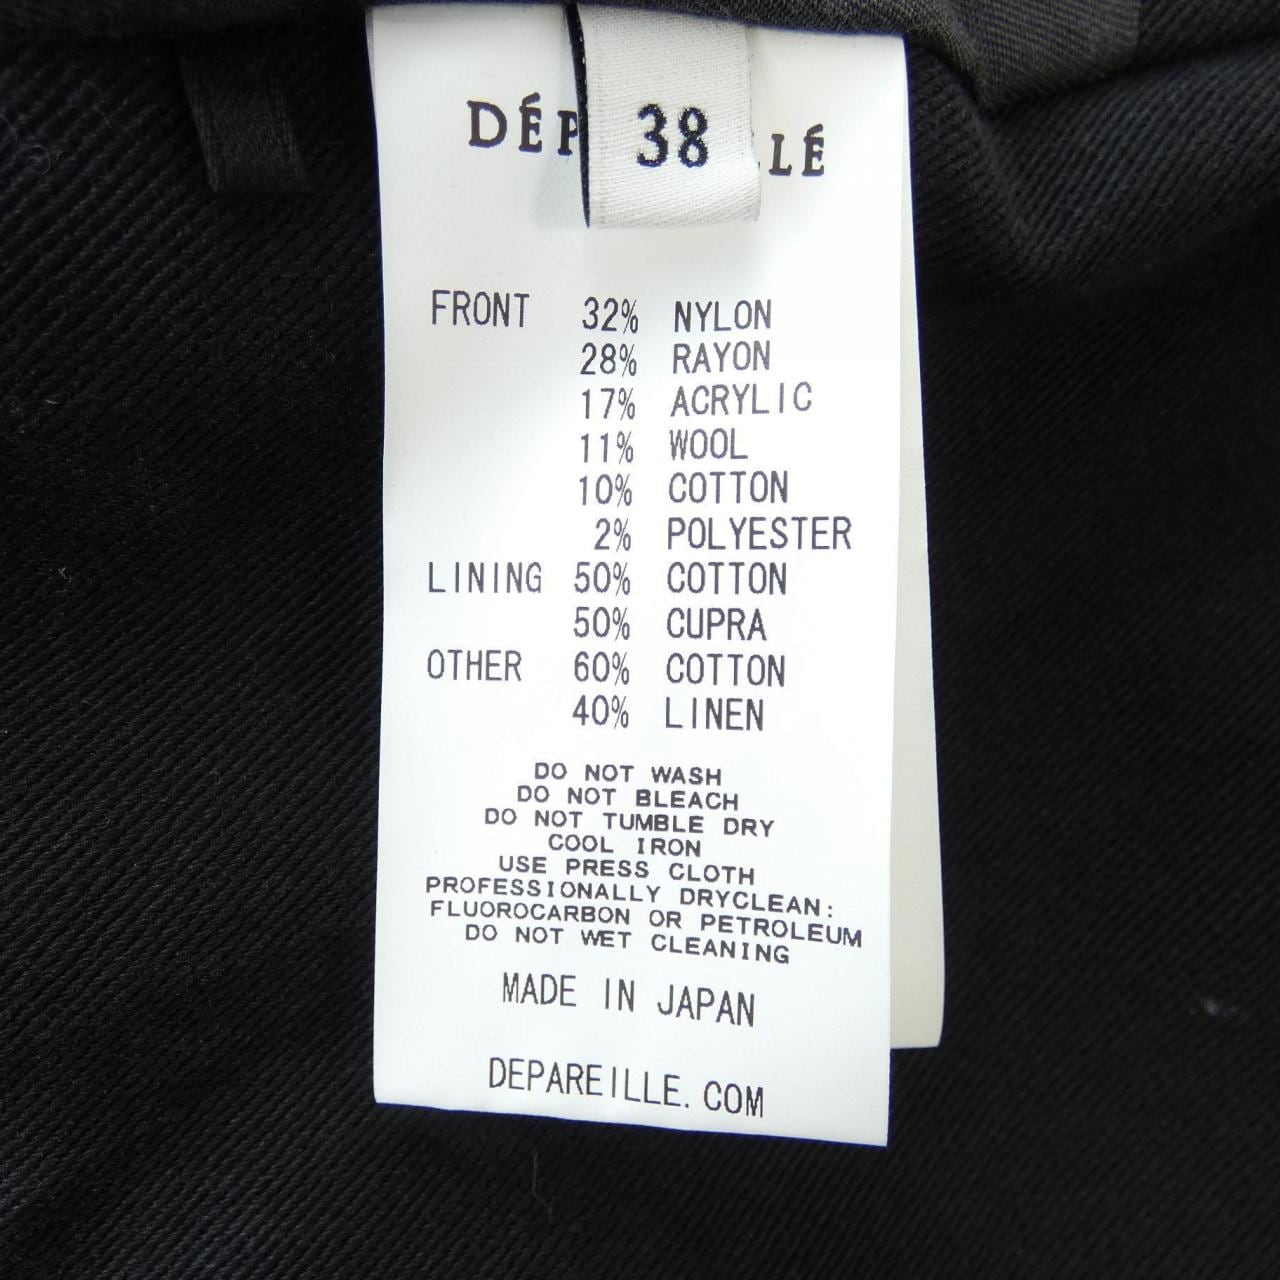 38
FRONT 32% NYLON
28% RAYON
17% ACRYLIC
11% WOOL
10% COTTON
2% POLYESTER
LINING 50% COTTON
50% CUPRA
OTHER 60% COTTON
40% LINEN
DO NOT WASH
DO NOT BLEACH
DO NOT TUMBLE DRY
COOL IRON
USE PRESS CLOTH
PROFESSIONALLY DRYCLEAN:
FLUOROCARBON OR PETROLEUM
DO NOT WET CLEANING
MADE IN JAPAN
DEPAREILLE.COM